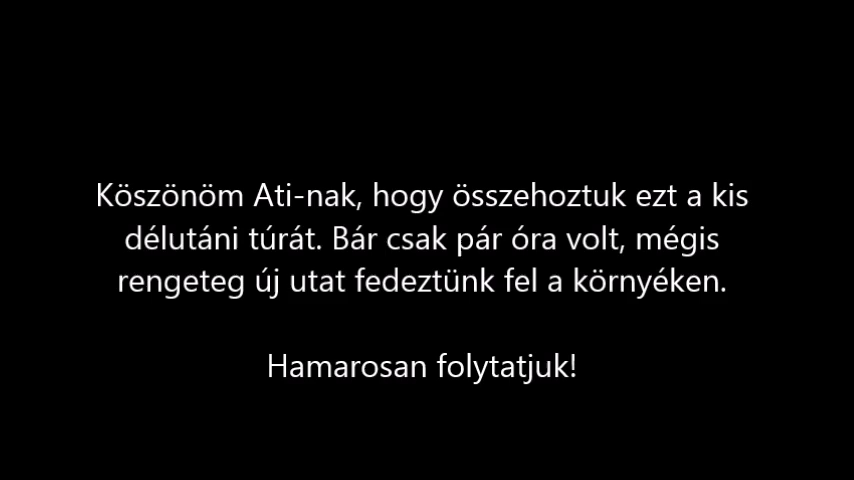 Köszönöm Ati-nak, hogy összehoztuk ezt a kis
délutáni túrát. Bár csak pár óra volt, mégis
rengeteg új utat fedeztünk fel a környéken.
Hamarosan folytatjuk!